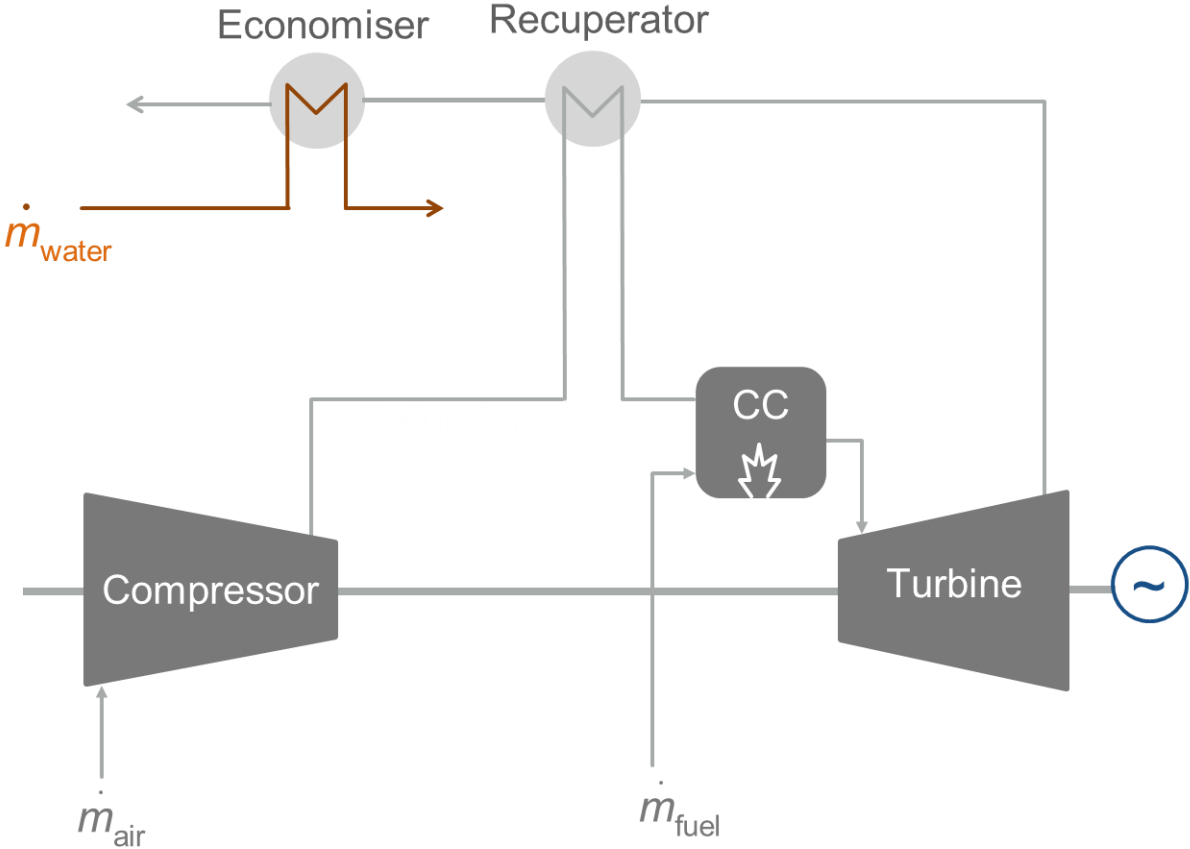 Economiser
Recuperator
ṁwater
CC
Compressor
Turbine
~
ṁair
ṁfuel